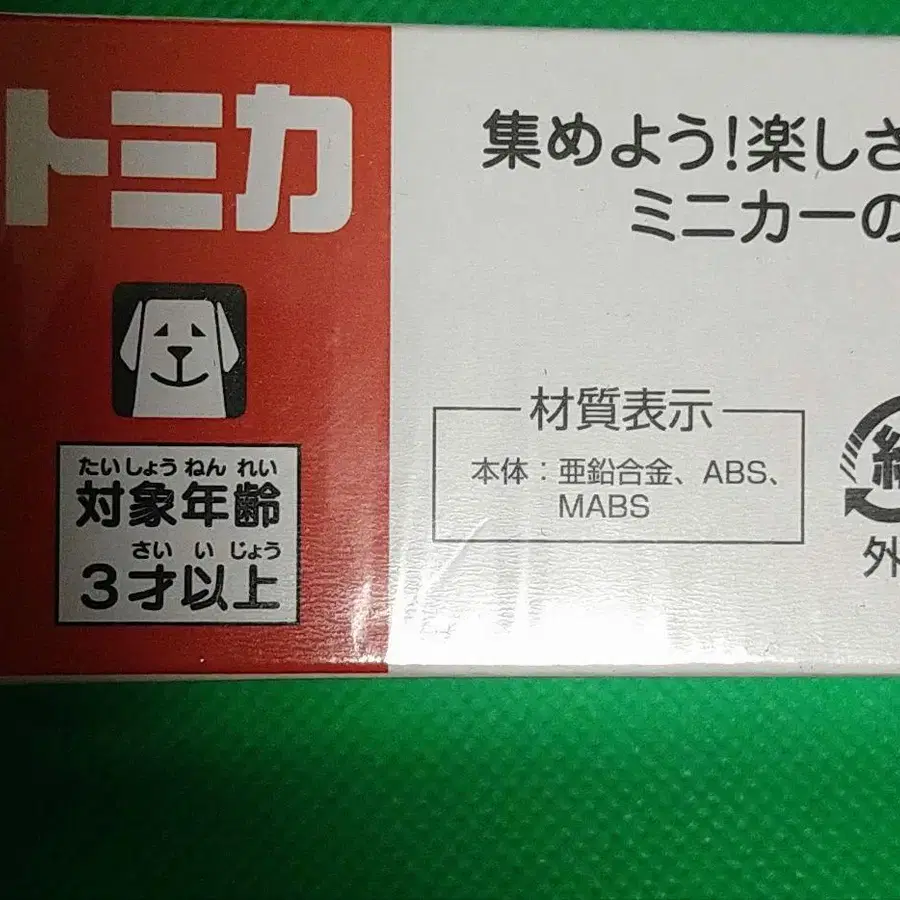 トミカ
たいしょうねんれい
対象年齢
さいいじょう
3才以上
集めよう!楽しさ
ミニカーの
材質表示
本体:亜鉛合金、ABS、
MABS
外